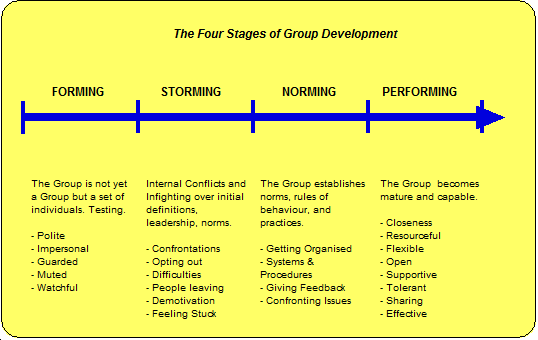 The Four Stages of Group Development
FORMING
STORMING
NORMING
PERFORMING
The Group is not yet
a Group but a set of
individuals. Testing.
- Polite
- Impersonal
- Guarded
- Muted
- Watchful
Internal Conflicts and
Infighting over initial
definitions,
leadership, norms.
- Confrontations
- Opting out
- Difficulties
- People leaving
- Demotivation
- Feeling Stuck
The Group establishes
norms, rules of
behaviour, and
practices.
- Getting Organised
- Systems &
Procedures
- Giving Feedback
- Confronting Issues
The Group becomes
mature and capable.
- Closeness
- Resourceful
- Flexible
- Open
- Supportive
- Tolerant
- Sharing
- Effective